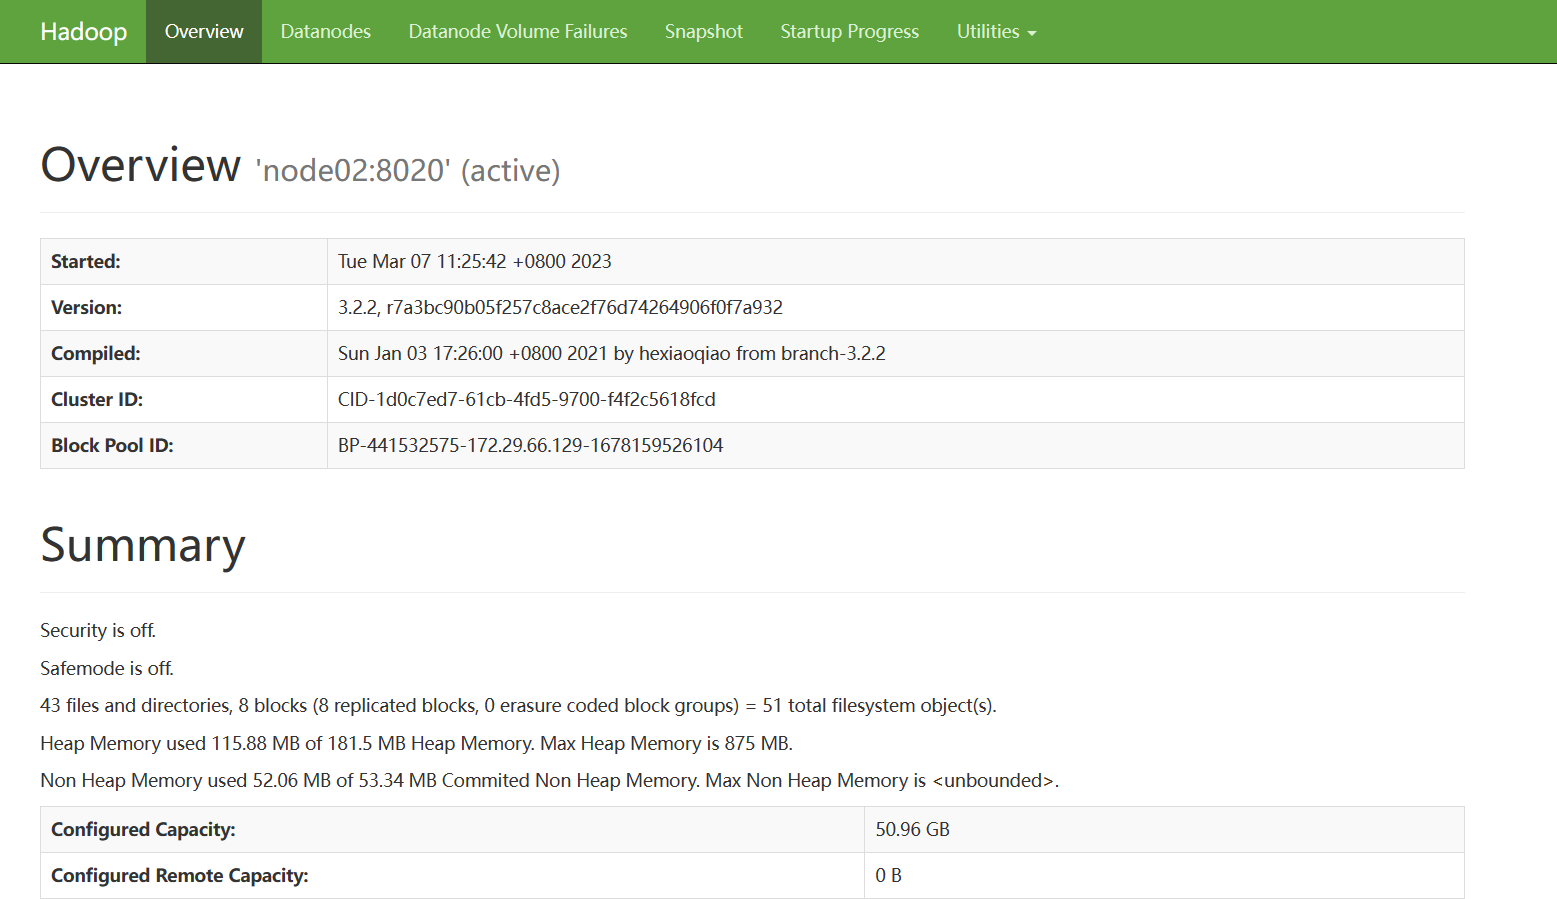 Hadoop Overview Datanodes Datanode Volume Failures Snapshot Startup Progress Utilities
Overview 'node02:8020' (active)
Started: Tue Mar 07 11:25:42 +0800 2023
Version: 3.2.2, r7a3bc90b05f257c8ace2f76d74264906f0f7a932
Compiled: Sun Jan 03 17:26:00 +0800 2021 by hexiaoqiao from branch-3.2.2
Cluster ID: CID-1d0c7ed7-61cb-4fd5-9700-f4f2c5618fcd
Block Pool ID: BP-441532575-172.29.66.129-1678159526104
Summary
Security is off.
Safemode is off.
43 files and directories, 8 blocks (8 replicated blocks, 0 erasure coded block groups) = 51 total filesystem object(s).
Heap Memory used 115.88 MB of 181.5 MB Heap Memory. Max Heap Memory is 875 MB.
Non Heap Memory used 52.06 MB of 53.34 MB Commited Non Heap Memory. Max Non Heap Memory is <unbounded>.
Configured Capacity: 50.96 GB
Configured Remote Capacity: 0 B